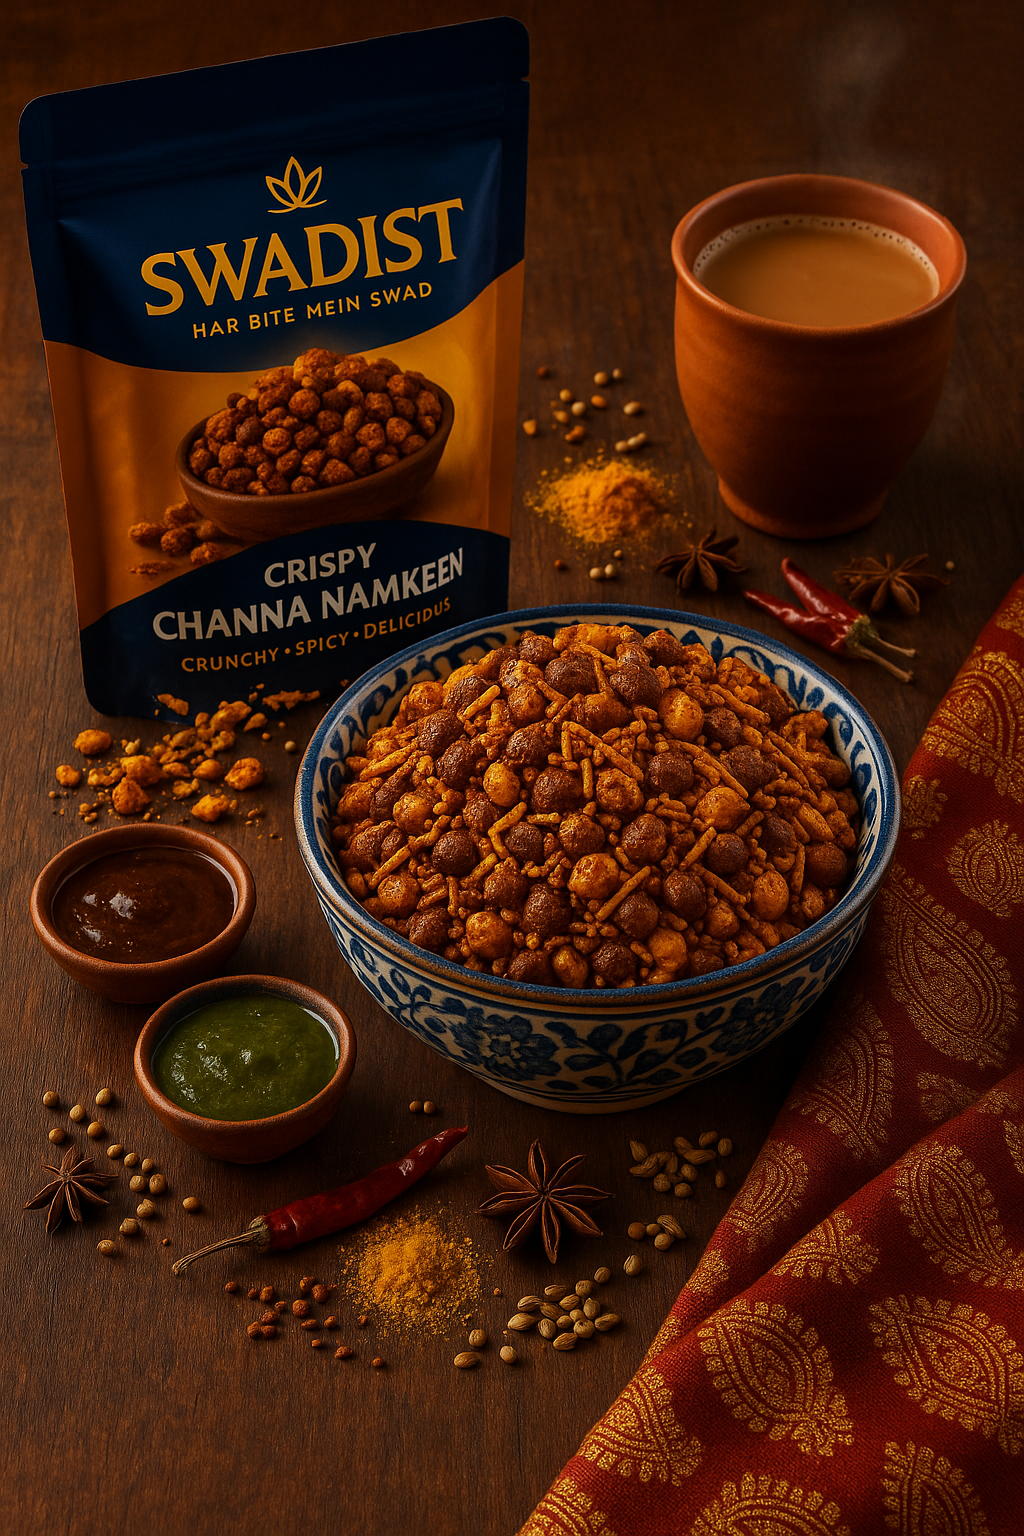 SWADIST
HAR BITE MEIN SWAD
CRISPY
CHANNA NAMKEEN
CRUNCHY • SPICY • DELICIDUS